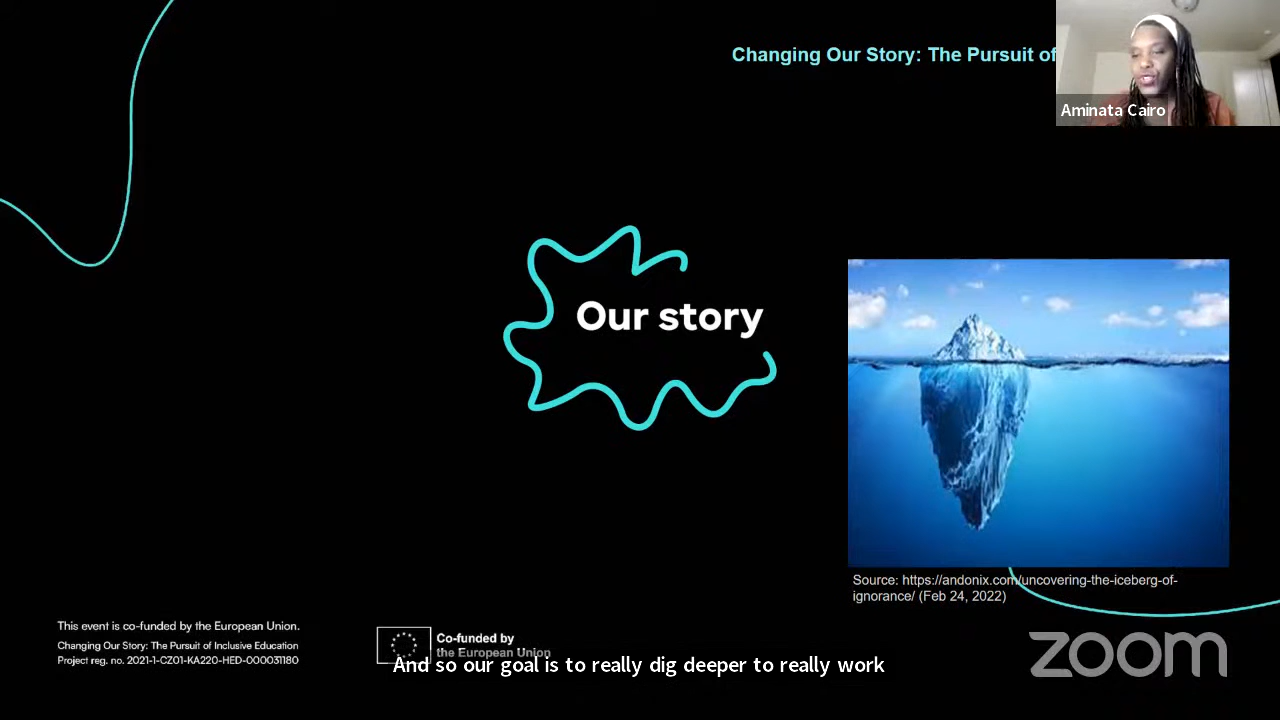 Changing Our Story: The Pursuit of
Aminata Cairo
Our story
Source: https://andonix.com/uncovering-the-iceberg-of-
ignorance/ (Feb 24, 2022)
This event is co-funded by the European Union.
Changing Our Story: The Pursuit of Inclusive Education
Project reg. no. 2021-1-CZ01-KA220-HED-000031180
Co-funded by
the European Union
And so our goal is to really dig deeper to really work
zoom